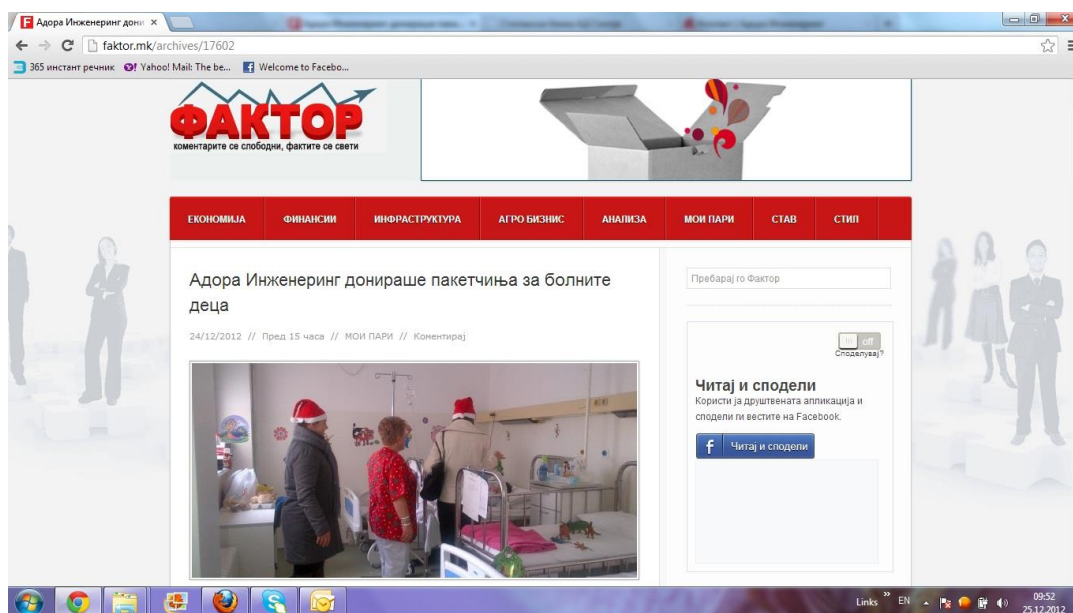 Адора Инженеринг дони
faktor.mk/archives/17602
365 инстант речник Yahoo! Mail: The be... Welcome to Facebo...
ФАКТОР
коментарите се слободни, фактите се свети
ЕКОНОМИЈА ФИНАНСИИ ИНФРАСТРУКТУРА АГРО БИЗНИС АНАЛИЗА МОИ ПАРИ СТАВ СТИЛ
Адора Инженеринг донираше пакетчиња за болните
деца
24/12/2012 // Пред 15 часа // МОИ ПАРИ // Коментирај
Пребарај го Фактор
off
Споделувај?
Читај и сподели
Користи ја друштвената апликација и
сподели ги вестите на Facebook.
Читај и сподели
Links EN 09:52
25.12.2012